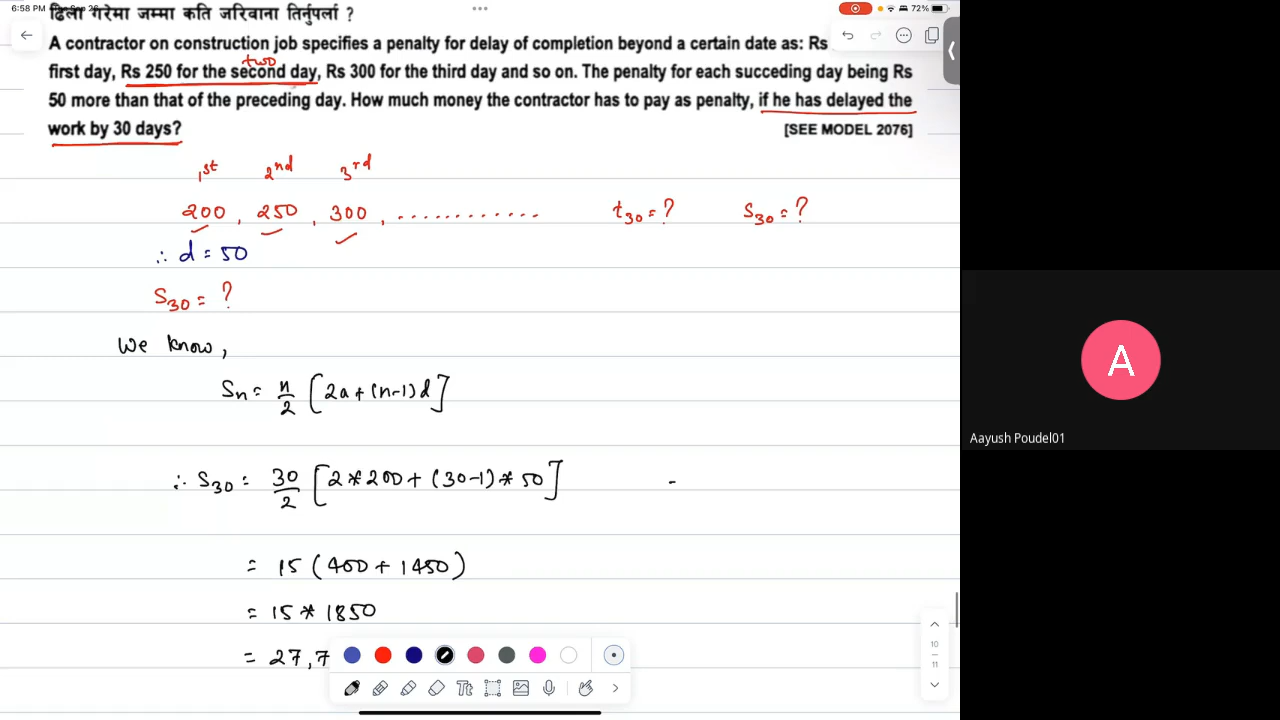 6:58 PM
72%
ढिला गरेमा जम्मा कति जरिवाना तिर्नुपर्ला ?
A contractor on construction job specifies a penalty for delay of completion beyond a certain date as: Rs
two
first day, Rs 250 for the second day, Rs 300 for the third day and so on. The penalty for each succeding day being Rs
50 more than that of the preceding day. How much money the contractor has to pay as penalty, if he has delayed the
work by 30 days? [SEE MODEL 2076]
1st 2nd 3rd
200, 250, 300, ............ t30 = ? S30 = ?
∴ d = 50
S30 = ?
We know,
Sn = n/2 [2a+(n-1)d]
∴ S30 = 30/2 [2*200+(30-1)*50] -
= 15 (400+1450)
= 15*1850
= 27,7
Tt
10
11
A
Aayush Poudel01